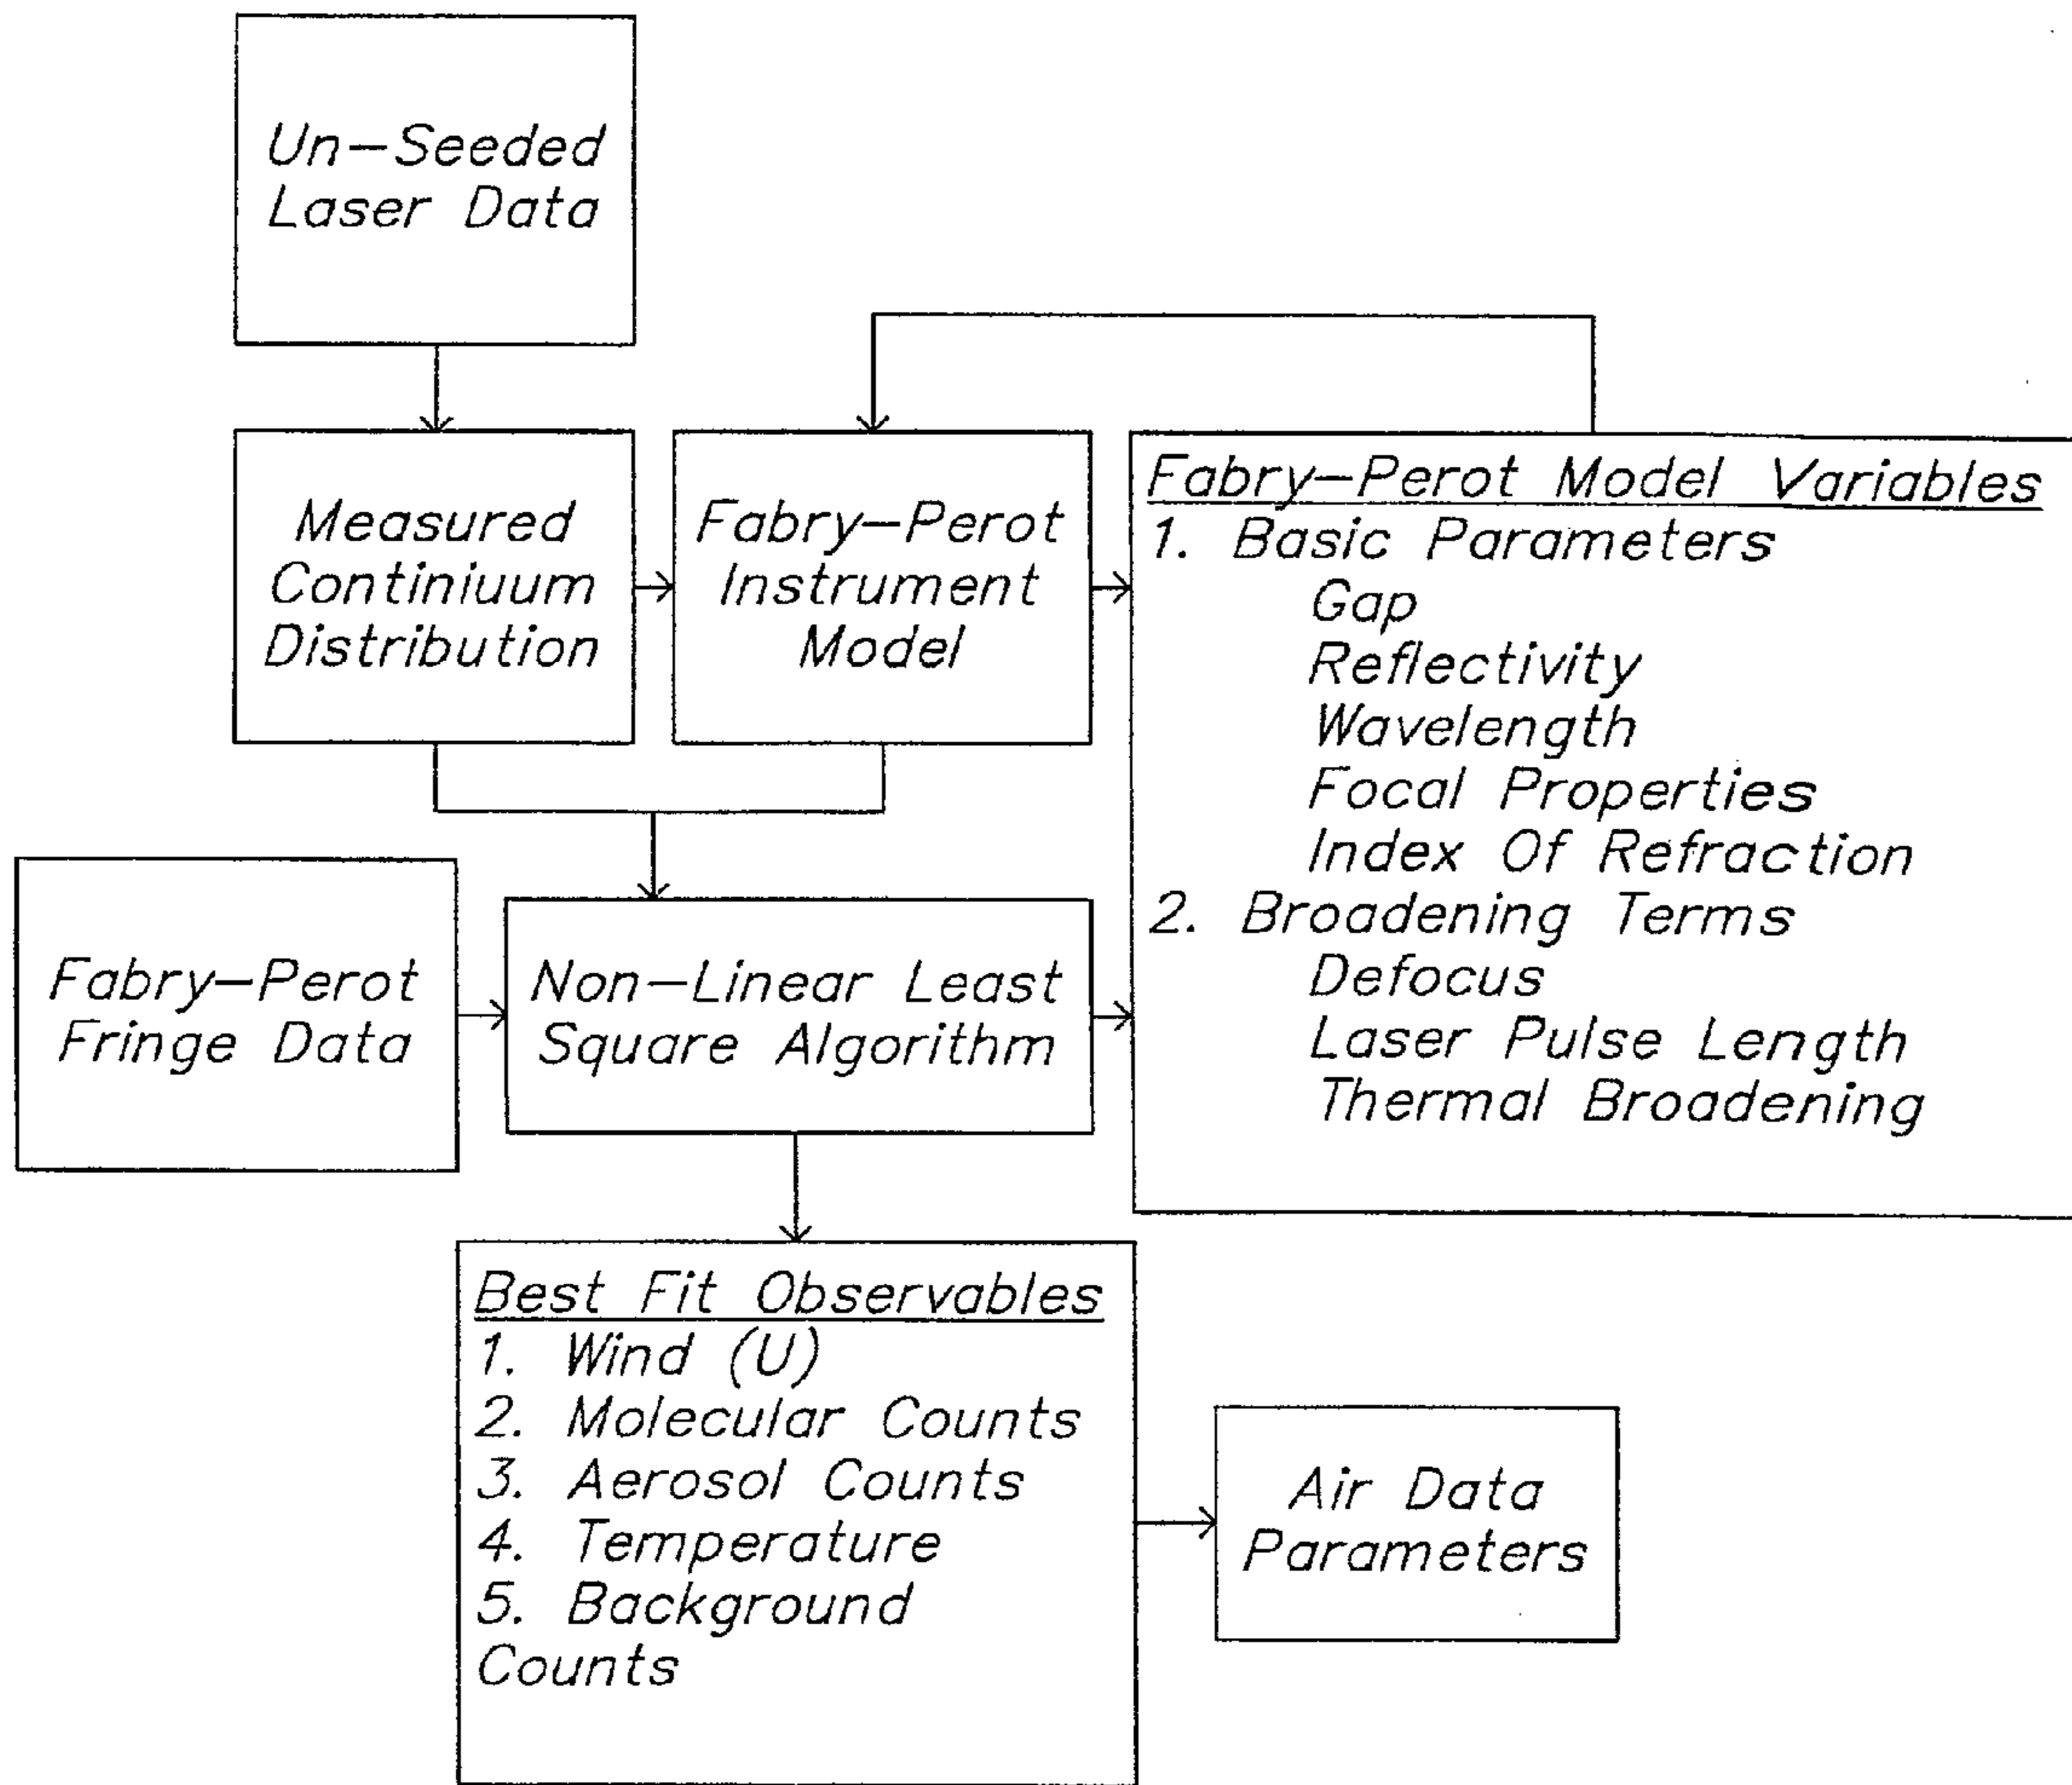 Un-Seeded
Laser Data
Measured
Continiuum
Distribution
Fabry-Perot
Instrument
Model
Fabry-Perot Model Variables
1. Basic Parameters
Gap
Reflectivity
Wavelength
Focal Properties
Index Of Refraction
2. Broadening Terms
Defocus
Laser Pulse Length
Thermal Broadening
Fabry-Perot
Fringe Data
Non-Linear Least
Square Algorithm
Best Fit Observables
1. Wind (U)
2. Molecular Counts
3. Aerosol Counts
4. Temperature
5. Background
Counts
Air Data
Parameters